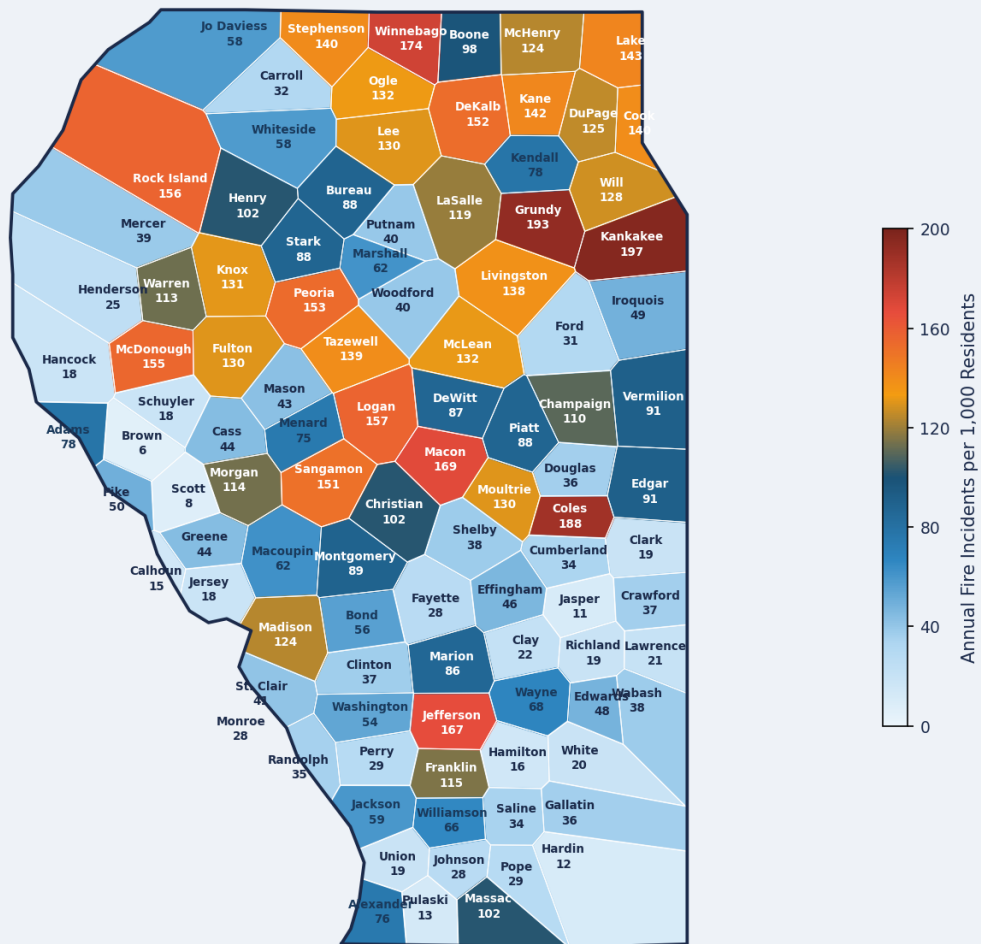 Jo Daviess
58
Stephenson
140
Winnebago
174
Boone
98
McHenry
124
Lake
143
Carroll
32
Ogle
132
DeKalb
152
Kane
142
DuPage
125
Cook
140
Whiteside
58
Lee
130
Kendall
78
Rock Island
156
Henry
102
Bureau
88
Putnam
40
LaSalle
119
Grundy
193
Will
128
Kankakee
197
Mercer
39
Stark
88
Marshall
62
Henderson
25
Warren
113
Knox
131
Peoria
153
Woodford
40
Livingston
138
Iroquois
49
Ford
31
Hancock
18
McDonough
155
Fulton
130
Tazewell
139
McLean
132
Mason
43
Schuyler
18
Logan
157
DeWitt
87
Champaign
110
Vermilion
91
Adams
78
Brown
6
Cass
44
Menard
75
Piatt
88
Macon
169
Douglas
36
Edgar
91
Pike
50
Scott
8
Morgan
114
Sangamon
151
Christian
102
Moultrie
130
Coles
188
Greene
44
Macoupin
62
Montgomery
89
Shelby
38
Cumberland
34
Clark
19
Calhoun
15
Jersey
18
Fayette
28
Effingham
46
Jasper
11
Crawford
37
Madison
124
Bond
56
Marion
86
Clay
22
Richland
19
Lawrence
21
Clinton
37
St. Clair
41
Monroe
28
Washington
54
Jefferson
167
Wayne
68
Edwards
48
Wabash
38
Randolph
35
Perry
29
Franklin
115
Hamilton
16
White
20
Jackson
59
Williamson
66
Saline
34
Gallatin
36
Union
19
Johnson
28
Pope
29
Hardin
12
Alexander
76
Pulaski
13
Massac
102
200
160
120
80
40
0
Annual Fire Incidents per 1,000 Residents